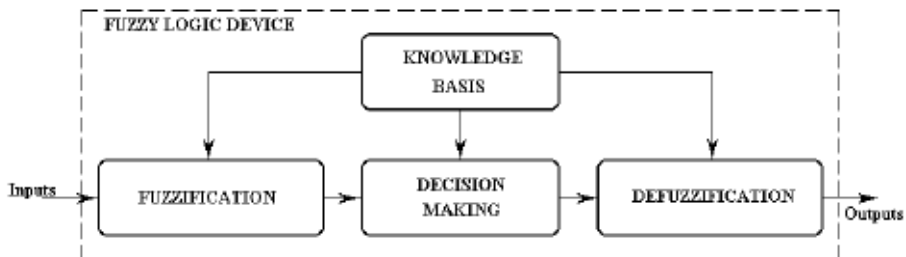 FUZZY LOGIC DEVICE
KNOWLEDGE
BASIS
Inputs
FUZZIFICATION
DECISION
MAKING
DEFUZZIFICATION
Outputs